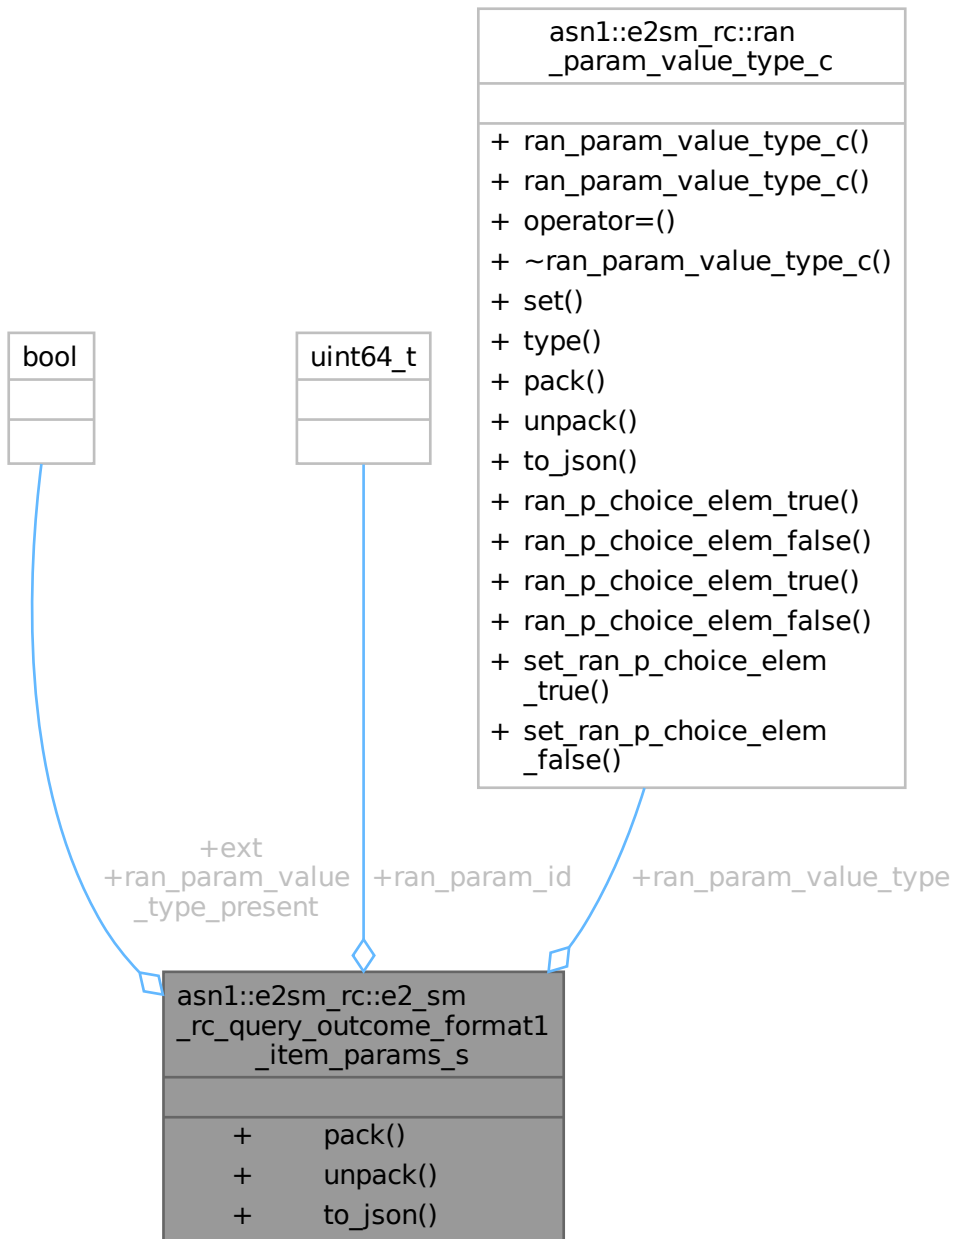 asn1::e2sm_rc::ran
_param_value_type_c
+ ran_param_value_type_c()
+ ran_param_value_type_c()
+ operator=()
+ ~ran_param_value_type_c()
+ set()
+ type()
+ pack()
+ unpack()
+ to_json()
+ ran_p_choice_elem_true()
+ ran_p_choice_elem_false()
+ ran_p_choice_elem_true()
+ ran_p_choice_elem_false()
+ set_ran_p_choice_elem
_true()
+ set_ran_p_choice_elem
_false()
bool
uint64_t
+ext
+ran_param_value
_type_present
+ran_param_id
+ran_param_value_type
asn1::e2sm_rc::e2_sm
_rc_query_outcome_format1
_item_params_s
+ pack()
+ unpack()
+ to_json()